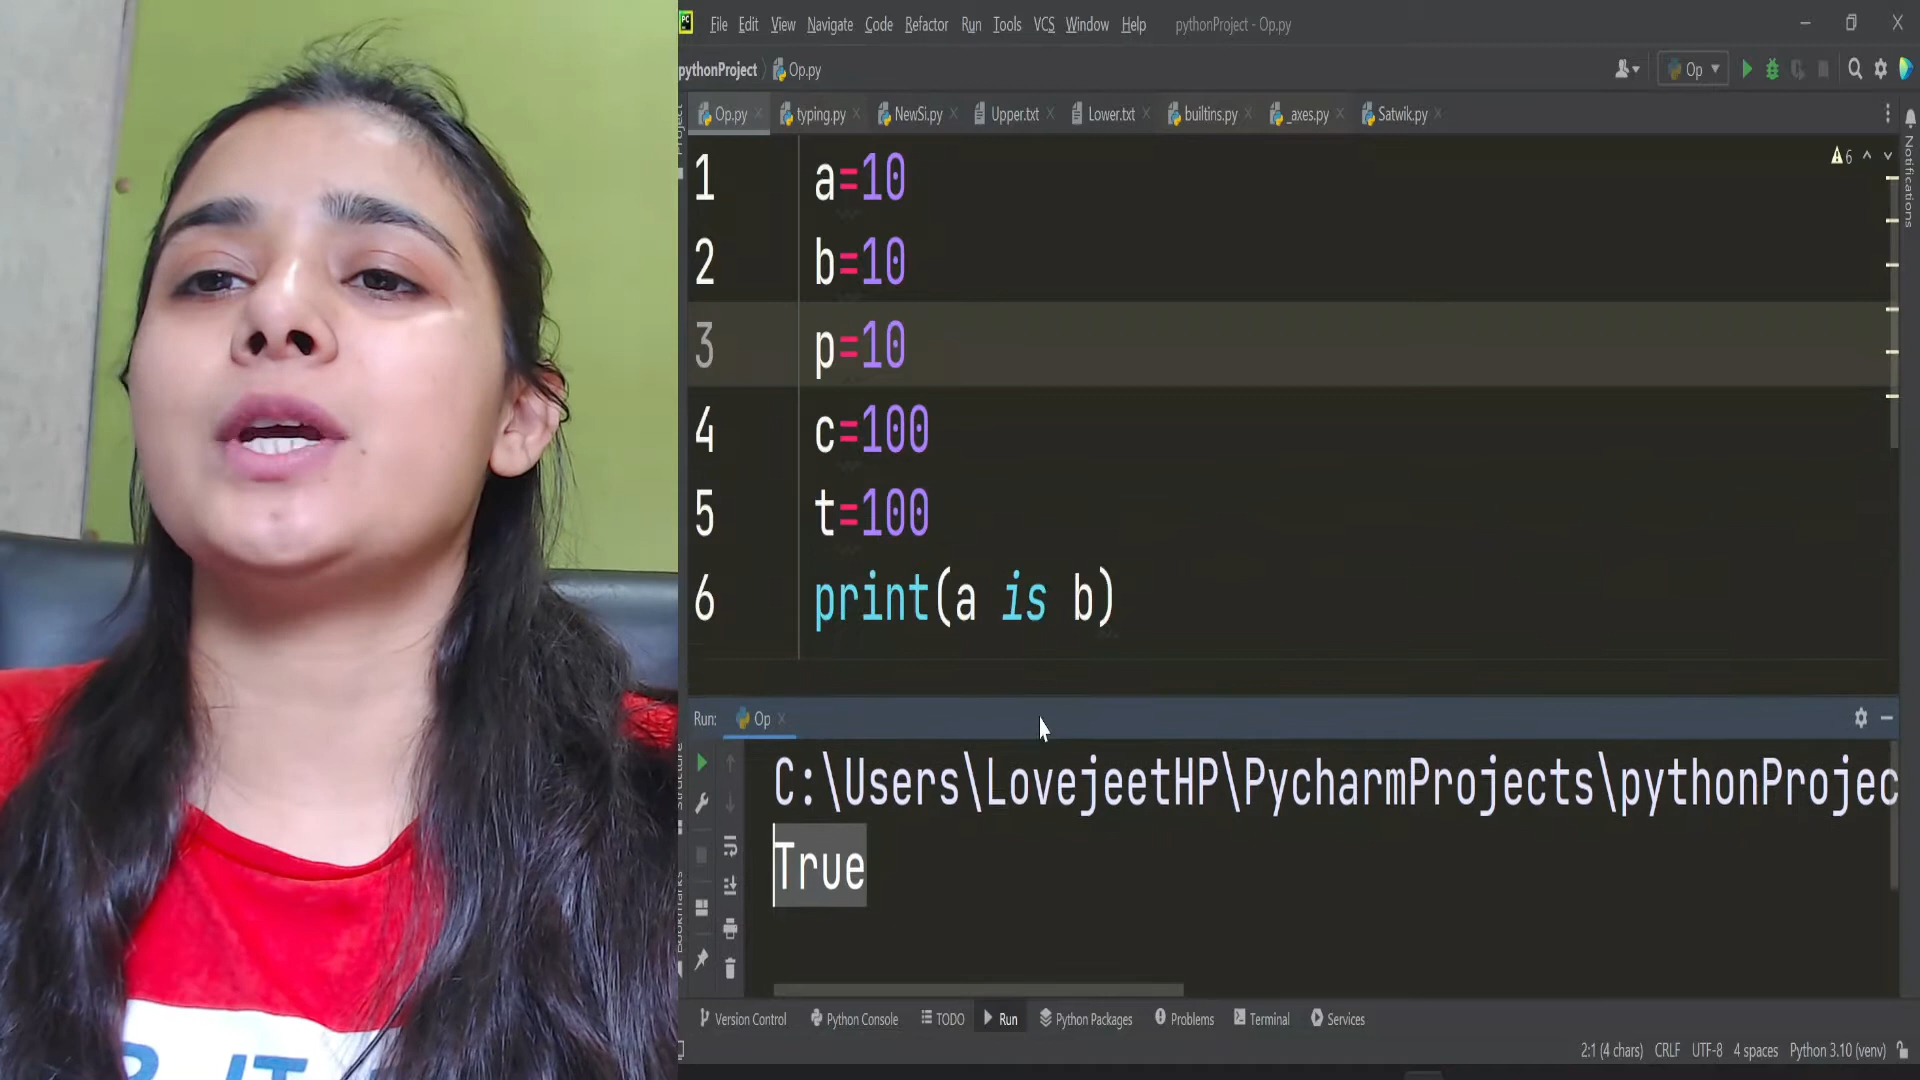 File Edit View Navigate Code Refactor Run Tools VCS Window Help pythonProject - Op.py
pythonProject Op.py Op
Op.py typing.py NewSi.py Upper.txt Lower.txt builtins.py _axes.py Satwik.py
Project
Notifications
6
1 a=10
2 b=10
3 p=10
4 c=100
5 t=100
6 print(a is b)
Run: Op
C:\Users\LovejeetHP\PycharmProjects\pythonProjec
True
Structure
Bookmarks
Version Control Python Console TODO Run Python Packages Problems Terminal Services
2:1 (4 chars) CRLF UTF-8 4 spaces Python 3.10 (venv)